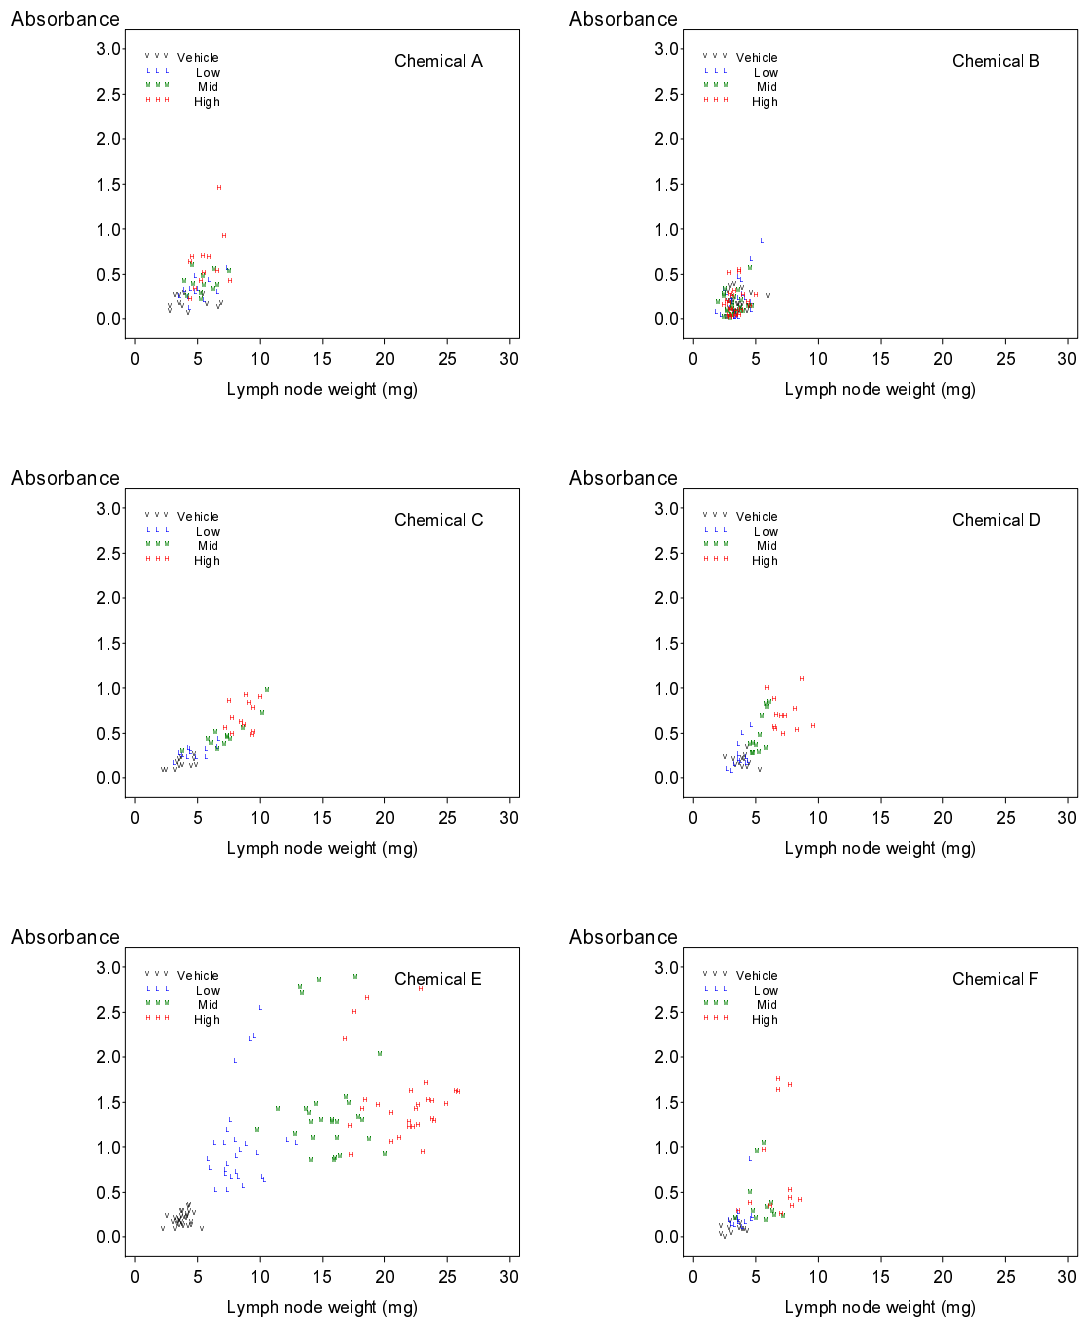 Absorbance
3.0
V V V Vehicle
Chemical A
L L L Low
M M M Mid
2.5
H H H High
2.0
1.5
1.0
0.5
0.0
0 5 10 15 20 25 30
Lymph node weight (mg)
Absorbance
3.0
V V V Vehicle
Chemical B
L L L Low
M M M Mid
2.5
H H H High
2.0
1.5
1.0
0.5
0.0
0 5 10 15 20 25 30
Lymph node weight (mg)
Absorbance
3.0
V V V Vehicle
Chemical C
L L L Low
M M M Mid
2.5
H H H High
2.0
1.5
1.0
0.5
0.0
0 5 10 15 20 25 30
Lymph node weight (mg)
Absorbance
3.0
V V V Vehicle
Chemical D
L L L Low
M M M Mid
2.5
H H H High
2.0
1.5
1.0
0.5
0.0
0 5 10 15 20 25 30
Lymph node weight (mg)
Absorbance
3.0
V V V Vehicle
Chemical E
L L L Low
M M M Mid
2.5
H H H High
2.0
1.5
1.0
0.5
0.0
0 5 10 15 20 25 30
Lymph node weight (mg)
Absorbance
3.0
V V V Vehicle
Chemical F
L L L Low
M M M Mid
2.5
H H H High
2.0
1.5
1.0
0.5
0.0
0 5 10 15 20 25 30
Lymph node weight (mg)